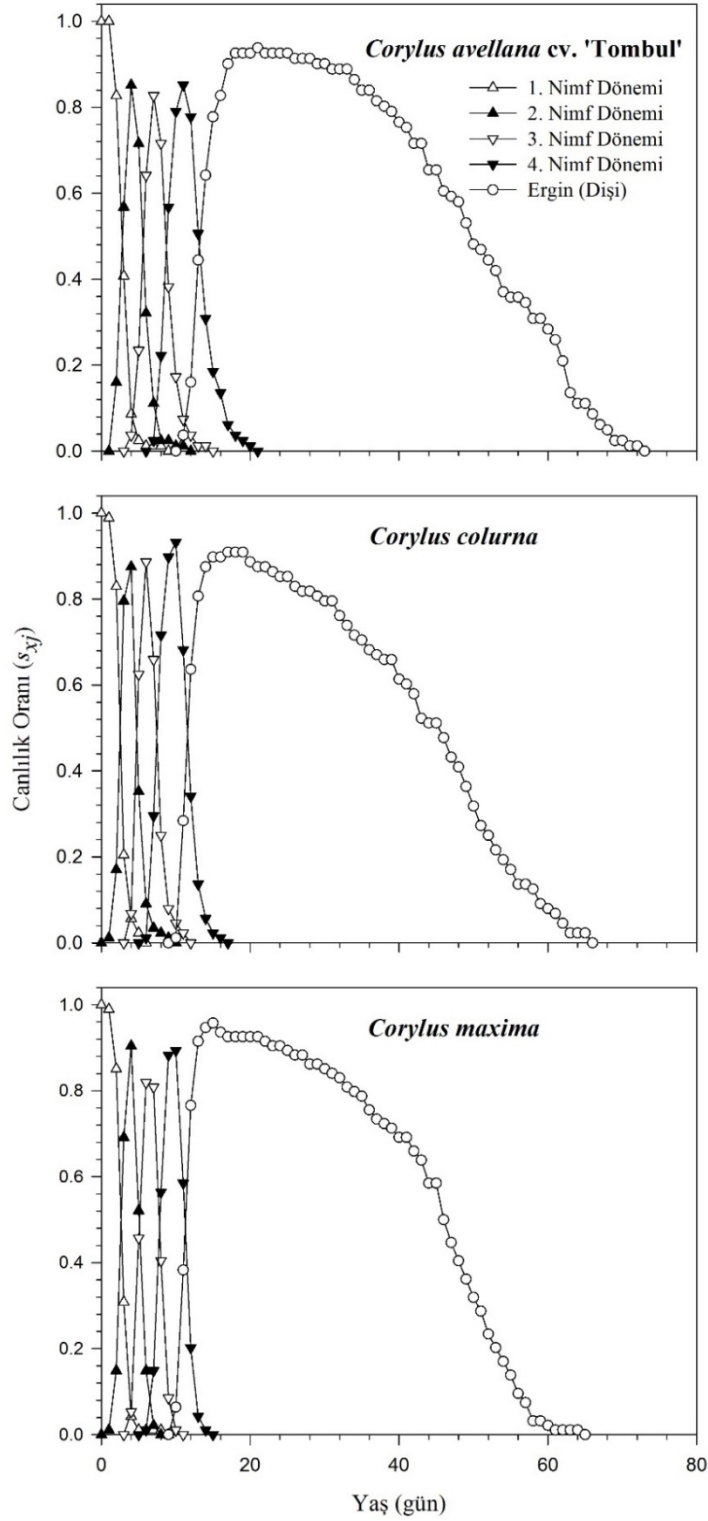 1.0
Corylus avellana cv. 'Tombul'
1. Nimf Dönemi
2. Nimf Dönemi
3. Nimf Dönemi
4. Nimf Dönemi
Ergin (Dişi)
0.8
0.6
0.4
0.2
0.0
1.0
Corylus colurna
0.8
0.6
0.4
0.2
0.0
Canlılık Oranı (sxj)
1.0
Corylus maxima
0.8
0.6
0.4
0.2
0.0
0 20 40 60 80
Yaş (gün)